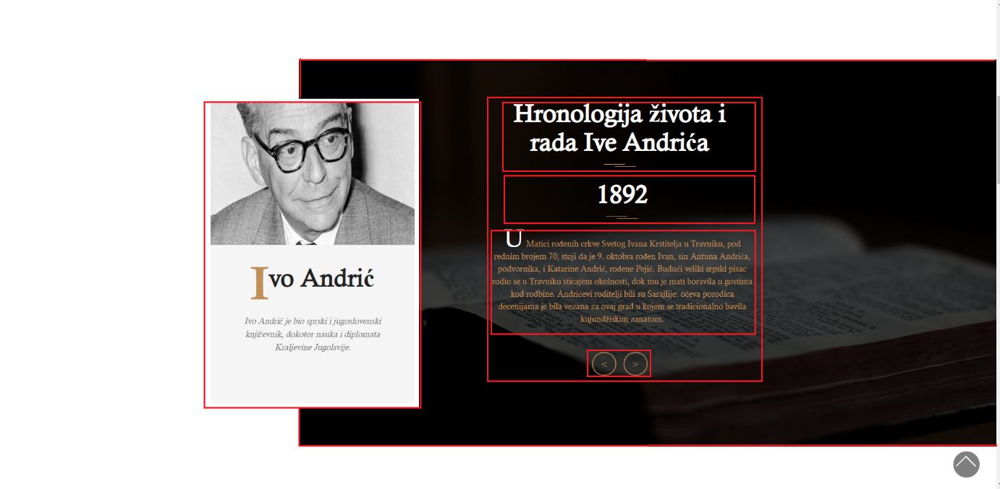 Ivo Andrić
Ivo Andrić je bio sprski i jugoslovenski
književnik, dokotor nauka i diplomata
Kraljevine Jugolsvije.
Hronologija života i
rada Ive Andrića
1892
U Matici rođenih crkve Svetog Ivana Krstitelja u Travniku, pod
rednim brojem 70, stoji da je 9. oktobra rođen Ivan, sin Antuna Andrića,
podvornika, i Katarine Andrić, rođene Pejić. Budući veliki srpski pisac
rodio se u Travniku sticajem okolnosti, dok mu je mati boravila u gostima
kod rodbine. Andrićevi roditelji bili su Sarajlije: očeva porodica
decenijama je bila vezana za ovaj grad u kojem se tradicionalno bavila
kujundžiskim zanatom.
< >